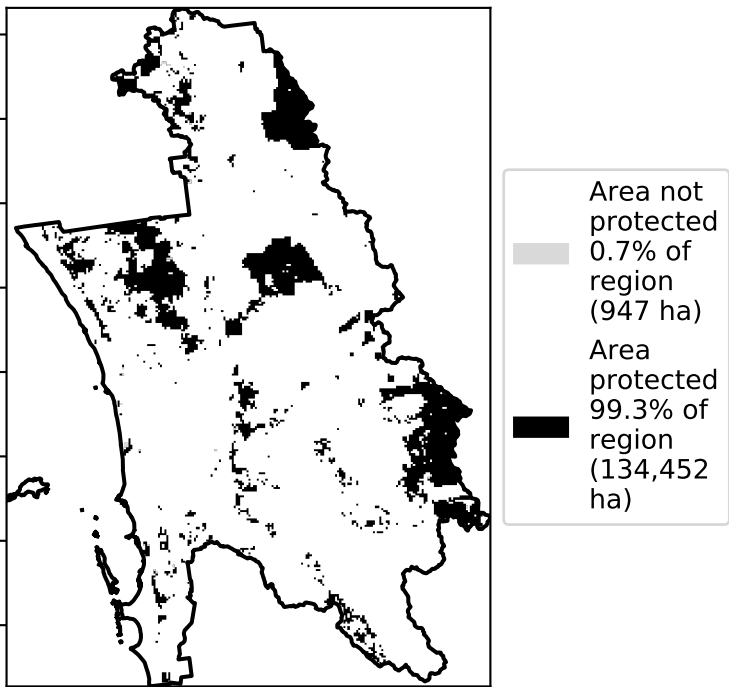 Area not
protected
0.7% of
region
(947 ha)
Area
protected
99.3% of
region
(134,452
ha)